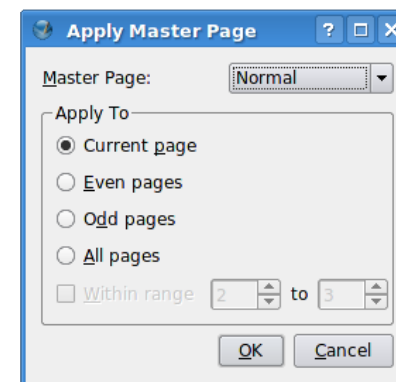 Apply Master Page ?
Master Page: Normal
Apply To
Current page
Even pages
Odd pages
All pages
Within range 2 to 3
OK Cancel